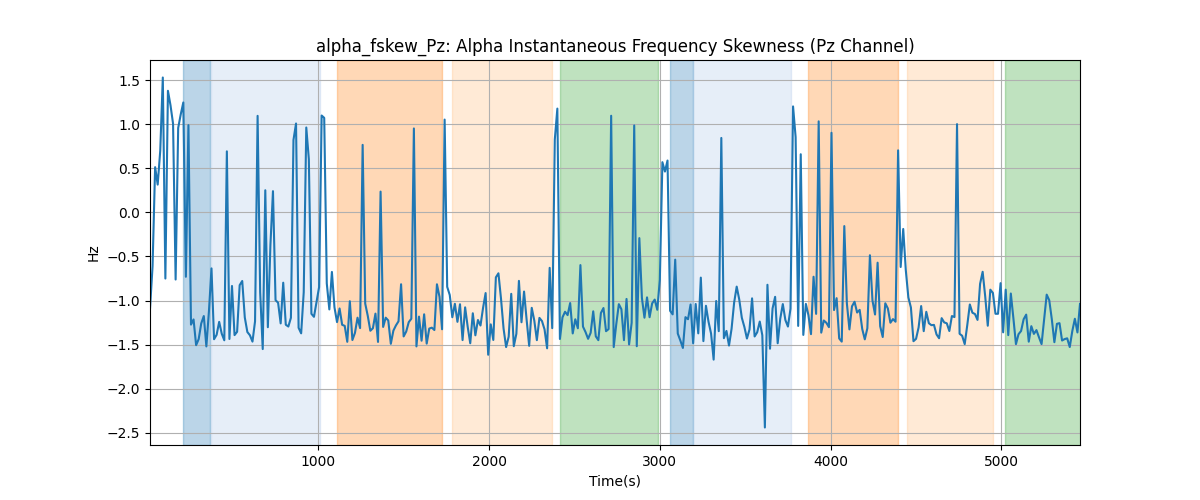 alpha_fskew_Pz: Alpha Instantaneous Frequency Skewness (Pz Channel)
1.5
1.0
0.5
0.0
−0.5
−1.0
−1.5
−2.0
−2.5
Hz
1000 2000 3000 4000 5000
Time(s)